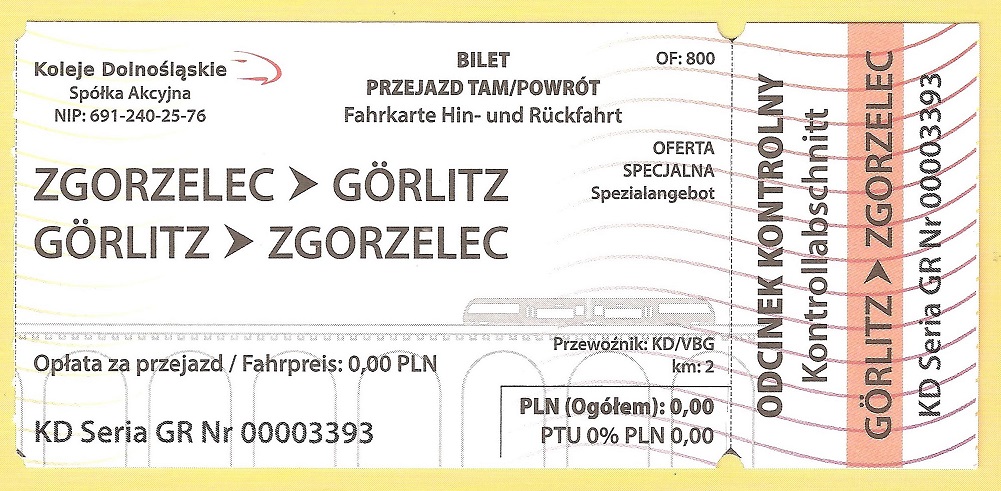 Koleje Dolnośląskie
Spółka Akcyjna
NIP: 691-240-25-76
BILET
PRZEJAZD TAM/POWRÓT
Fahrkarte Hin- und Rückfahrt
OF: 800
OFERTA
SPECJALNA
Spezialangebot
ZGORZELEC ➤ GÖRLITZ
GÖRLITZ ➤ ZGORZELEC
Przewoźnik: KD/VBG
km: 2
Opłata za przejazd / Fahrpreis: 0,00 PLN
PLN (Ogółem): 0,00
PTU 0% PLN 0,00
KD Seria GR Nr 00003393
ODCINEK KONTROLNY
Kontrollabschnitt
GÖRLITZ ➤ ZGORZELEC
KD Seria GR Nr 00003393